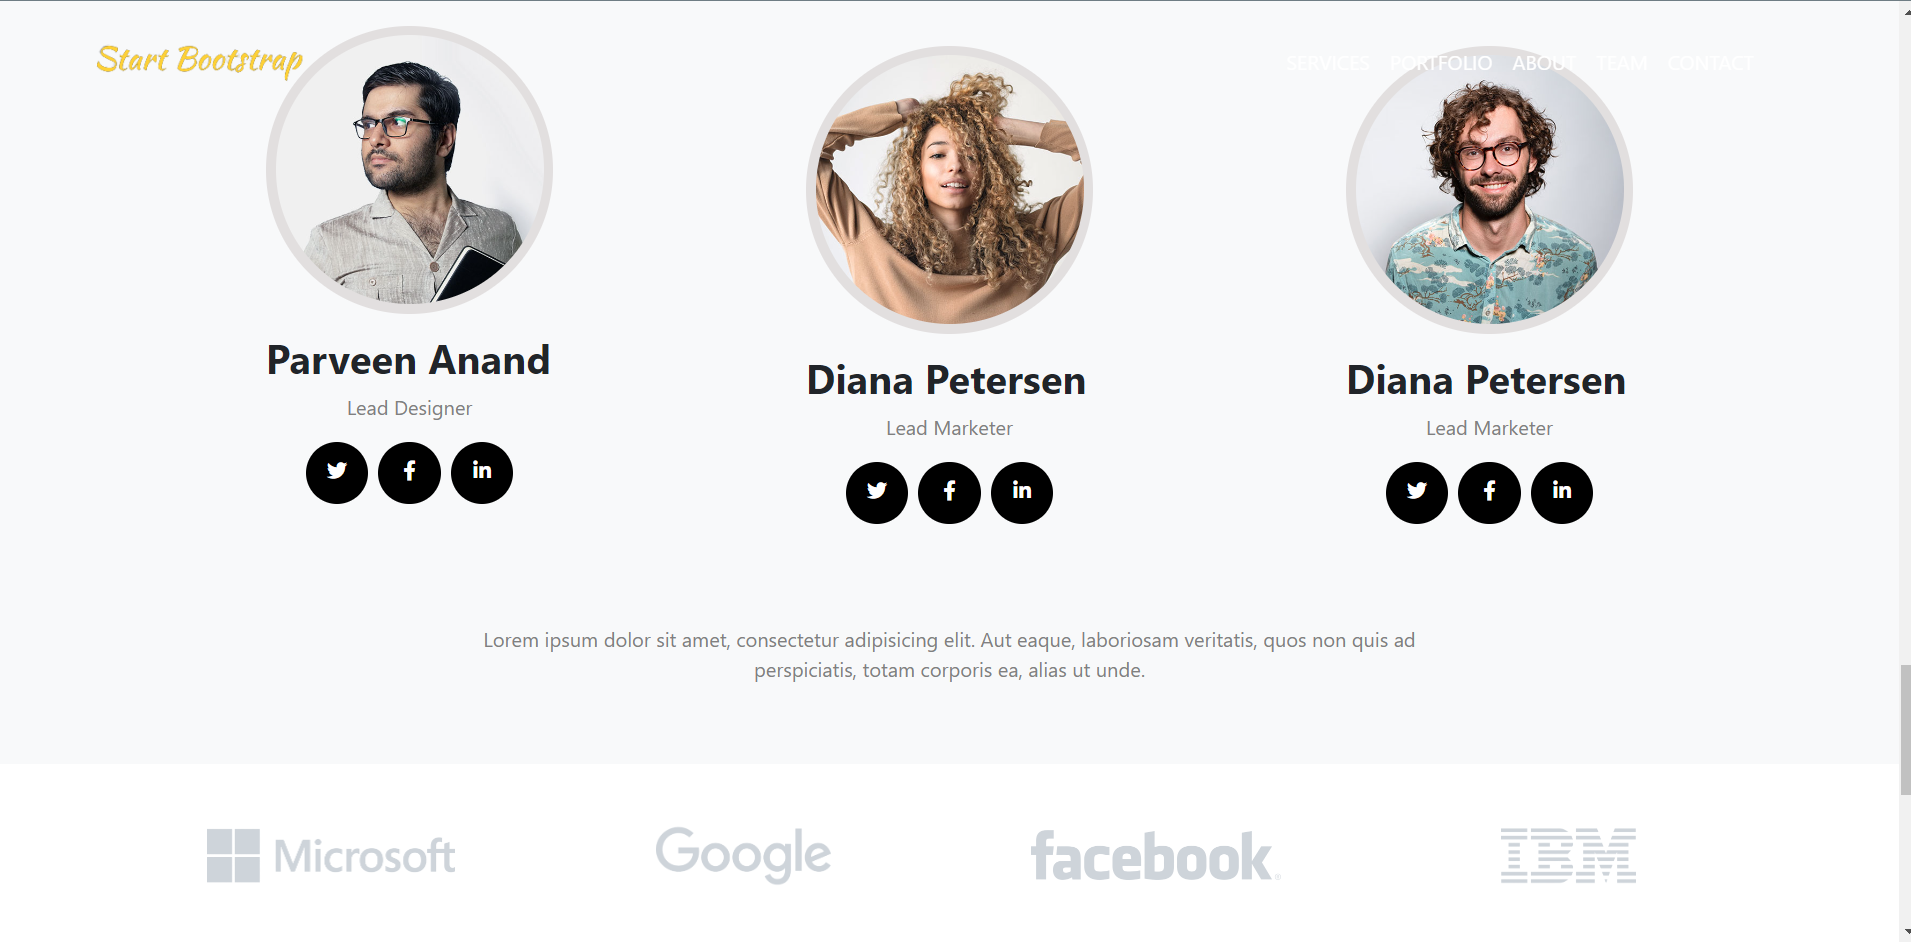 Start Bootstrap
SERVICES PORTFOLIO ABOUT TEAM CONTACT
Parveen Anand
Lead Designer
Diana Petersen
Lead Marketer
Diana Petersen
Lead Marketer
Lorem ipsum dolor sit amet, consectetur adipisicing elit. Aut eaque, laboriosam veritatis, quos non quis ad
perspiciatis, totam corporis ea, alias ut unde.
Microsoft Google facebook® IBM